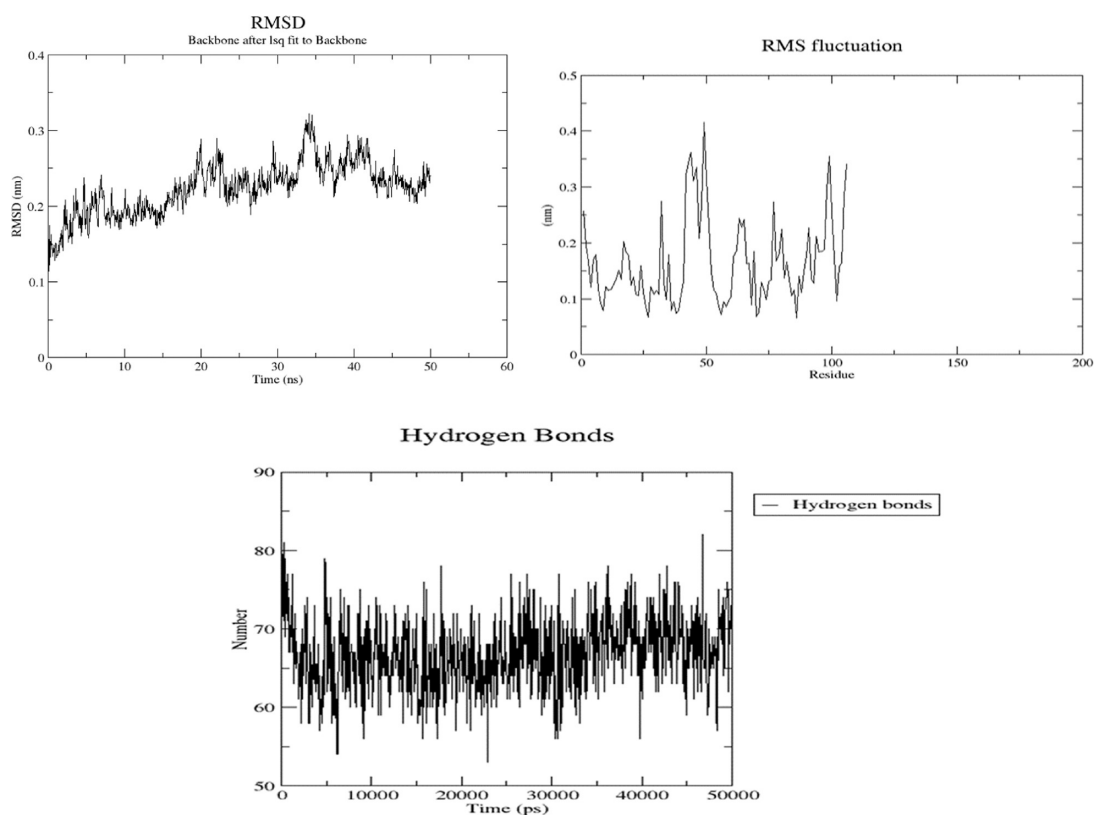 RMSD
Backbone after lsq fit to Backbone
0.4
0.3
0.2
0.1
0
RMSD (nm)
0 10 20 30 40 50 60
Time (ns)
RMS fluctuation
0.5
0.4
0.3
0.2
0.1
0
(nm)
0 50 100 150 200
Residue
Hydrogen Bonds
90
80
70
60
50
Number
0 10000 20000 30000 40000 50000
Time (ps)
Hydrogen bonds